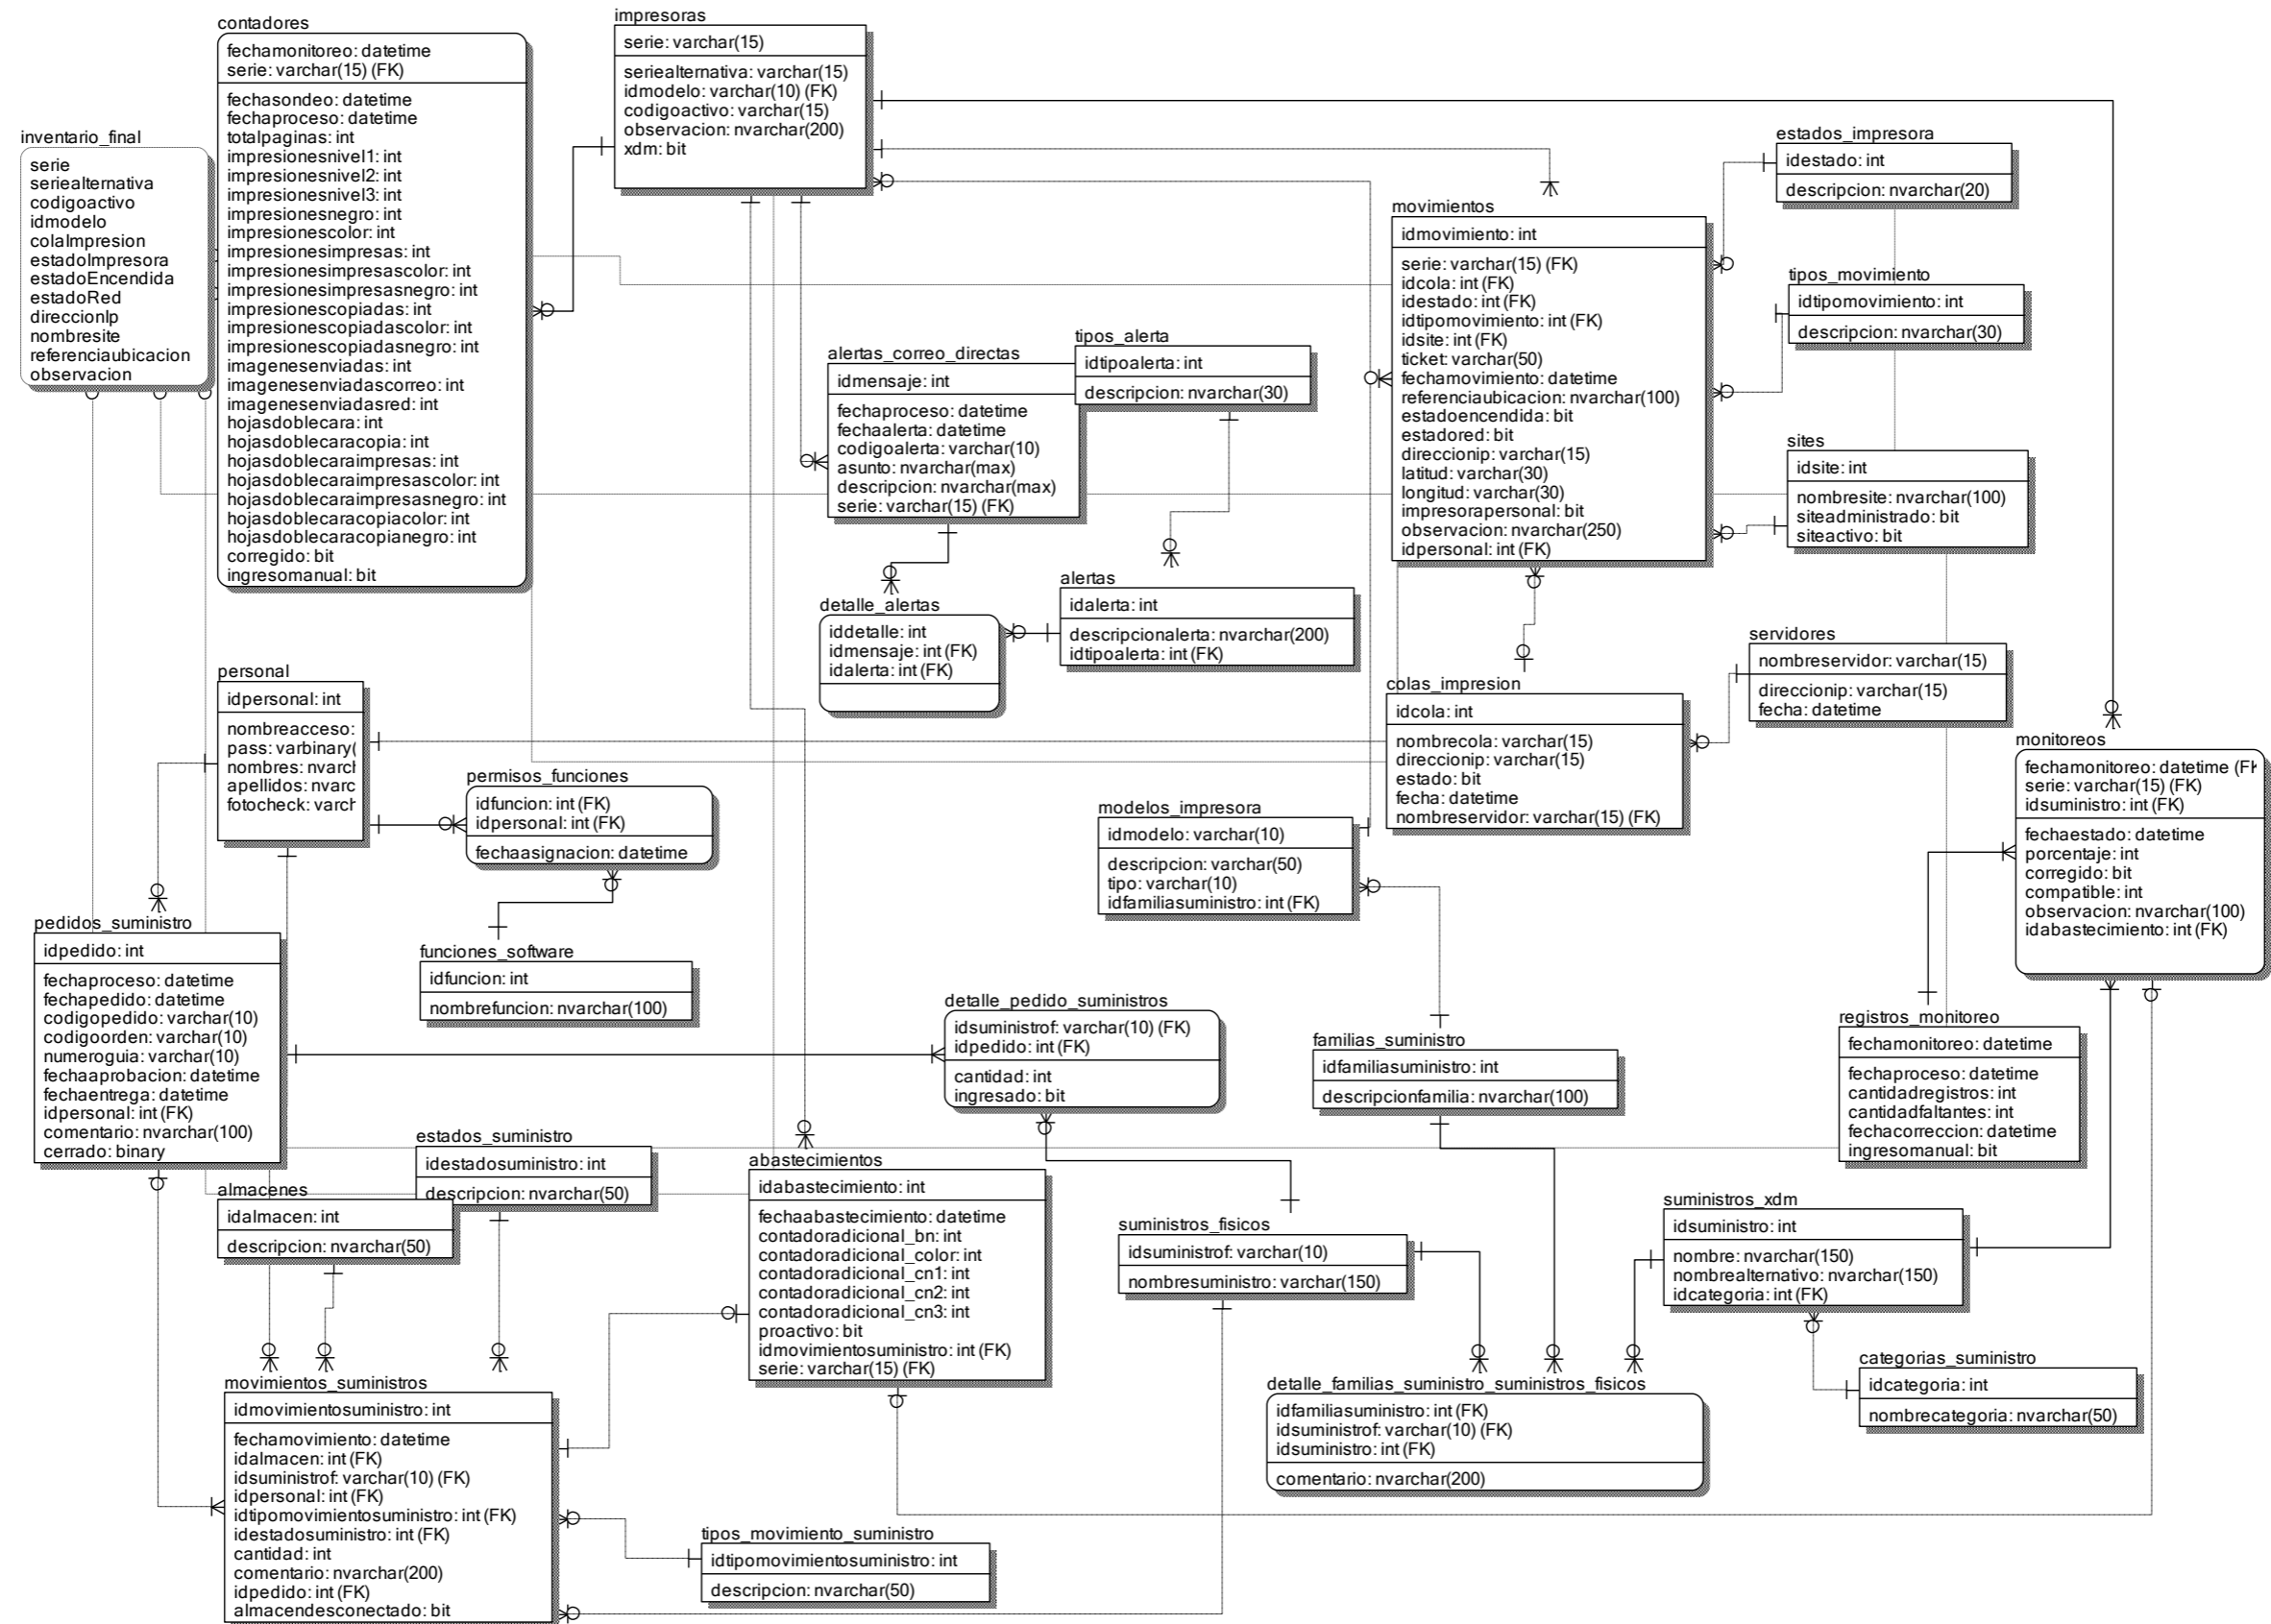 contadores
fechamonitoreo: datetime
serie: varchar(15) (FK)
fechasondeo: datetime
fechaproceso: datetime
totalpaginas: int
impresionesnivel1: int
impresionesnivel2: int
impresionesnivel3: int
impresionesnegro: int
impresionescolor: int
impresionesimpresas: int
impresionesimpresascolor: int
impresionesimpresasnegro: int
impresionescopiadas: int
impresionescopiadascolor: int
impresionescopiadasnegro: int
imagenesenviadas: int
imagenesenviadascorreo: int
imagenesenviadasred: int
hojasdoblecara: int
hojasdoblecaracopia: int
hojasdoblecaraimpresas: int
hojasdoblecaraimpresascolor: int
hojasdoblecaraimpresasnegro: int
hojasdoblecaracopiacolor: int
hojasdoblecaracopianegro: int
corregido: bit
ingresomanual: bit
impresoras
serie: varchar(15)
seriealternativa: varchar(15)
idmodelo: varchar(10) (FK)
codigoactivo: varchar(15)
observacion: nvarchar(200)
xdm: bit
inventario_final
serie
seriealternativa
codigoactivo
idmodelo
colaImpresion
estadoImpresora
estadoEncendida
estadoRed
direccionIp
nombresite
referenciaubicacion
observacion
estados_impresora
idestado: int
descripcion: nvarchar(20)
movimientos
idmovimiento: int
serie: varchar(15) (FK)
idcola: int (FK)
idestado: int (FK)
idtipomovimiento: int (FK)
idsite: int (FK)
ticket: varchar(50)
fechamovimiento: datetime
referenciaubicacion: nvarchar(100)
estadoencendida: bit
estadored: bit
direccionip: varchar(15)
latitud: varchar(30)
longitud: varchar(30)
impresorapersonal: bit
observacion: nvarchar(250)
idpersonal: int (FK)
tipos_movimiento
idtipomovimiento: int
descripcion: nvarchar(30)
tipos_alerta
idtipoalerta: int
descripcion: nvarchar(30)
alertas_correo_directas
idmensaje: int
fechaproceso: datetime
fechaalerta: datetime
codigoalerta: varchar(10)
asunto: nvarchar(max)
descripcion: nvarchar(max)
serie: varchar(15) (FK)
sites
idsite: int
nombresite: nvarchar(100)
siteadministrado: bit
siteactivo: bit
alertas
idalerta: int
descripcionalerta: nvarchar(200)
idtipoalerta: int (FK)
detalle_alertas
iddetalle: int
idmensaje: int (FK)
idalerta: int (FK)
servidores
nombreservidor: varchar(15)
direccionip: varchar(15)
fecha: datetime
personal
idpersonal: int
nombreacceso:
pass: varbinary(
nombres: nvarch
apellidos: nvarc
fotocheck: varch
colas_impresion
idcola: int
nombrecola: varchar(15)
direccionip: varchar(15)
estado: bit
fecha: datetime
nombreservidor: varchar(15) (FK)
monitoreos
fechamonitoreo: datetime (FK
serie: varchar(15) (FK)
idsuministro: int (FK)
fechaestado: datetime
porcentaje: int
corregido: bit
compatible: int
observacion: nvarchar(100)
idabastecimiento: int (FK)
permisos_funciones
idfuncion: int (FK)
idpersonal: int (FK)
fechaasignacion: datetime
modelos_impresora
idmodelo: varchar(10)
descripcion: varchar(50)
tipo: varchar(10)
idfamiliasuministro: int (FK)
pedidos_suministro
idpedido: int
fechaproceso: datetime
fechapedido: datetime
codigopedido: varchar(10)
codigoorden: varchar(10)
numeroguia: varchar(10)
fechaaprobacion: datetime
fechaentrega: datetime
idpersonal: int (FK)
comentario: nvarchar(100)
cerrado: binary
funciones_software
idfuncion: int
nombrefuncion: nvarchar(100)
detalle_pedido_suministros
idsuministrof: varchar(10) (FK)
idpedido: int (FK)
cantidad: int
ingresado: bit
familias_suministro
idfamiliasuministro: int
descripcionfamilia: nvarchar(100)
registros_monitoreo
fechamonitoreo: datetime
fechaproceso: datetime
cantidadregistros: int
cantidadfaltantes: int
fechacorreccion: datetime
ingresomanual: bit
estados_suministro
idestadosuministro: int
descripcion: nvarchar(50)
almacenes
idalmacen: int
descripcion: nvarchar(50)
abastecimientos
idabastecimiento: int
fechaabastecimiento: datetime
contadoradicional_bn: int
contadoradicional_color: int
contadoradicional_cn1: int
contadoradicional_cn2: int
contadoradicional_cn3: int
proactivo: bit
idmovimientosuministro: int (FK)
serie: varchar(15) (FK)
suministros_fisicos
idsuministrof: varchar(10)
nombresuministro: varchar(150)
suministros_xdm
idsuministro: int
nombre: nvarchar(150)
nombrealternativo: nvarchar(150)
idcategoria: int (FK)
categorias_suministro
idcategoria: int
nombrecategoria: nvarchar(50)
detalle_familias_suministro_suministros_fisicos
idfamiliasuministro: int (FK)
idsuministrof: varchar(10) (FK)
idsuministro: int (FK)
comentario: nvarchar(200)
movimientos_suministros
idmovimientosuministro: int
fechamovimiento: datetime
idalmacen: int (FK)
idsuministrof: varchar(10) (FK)
idpersonal: int (FK)
idtipomovimientosuministro: int (FK)
idestadosuministro: int (FK)
cantidad: int
comentario: nvarchar(200)
idpedido: int (FK)
almacendesconectado: bit
tipos_movimiento_suministro
idtipomovimientosuministro: int
descripcion: nvarchar(50)